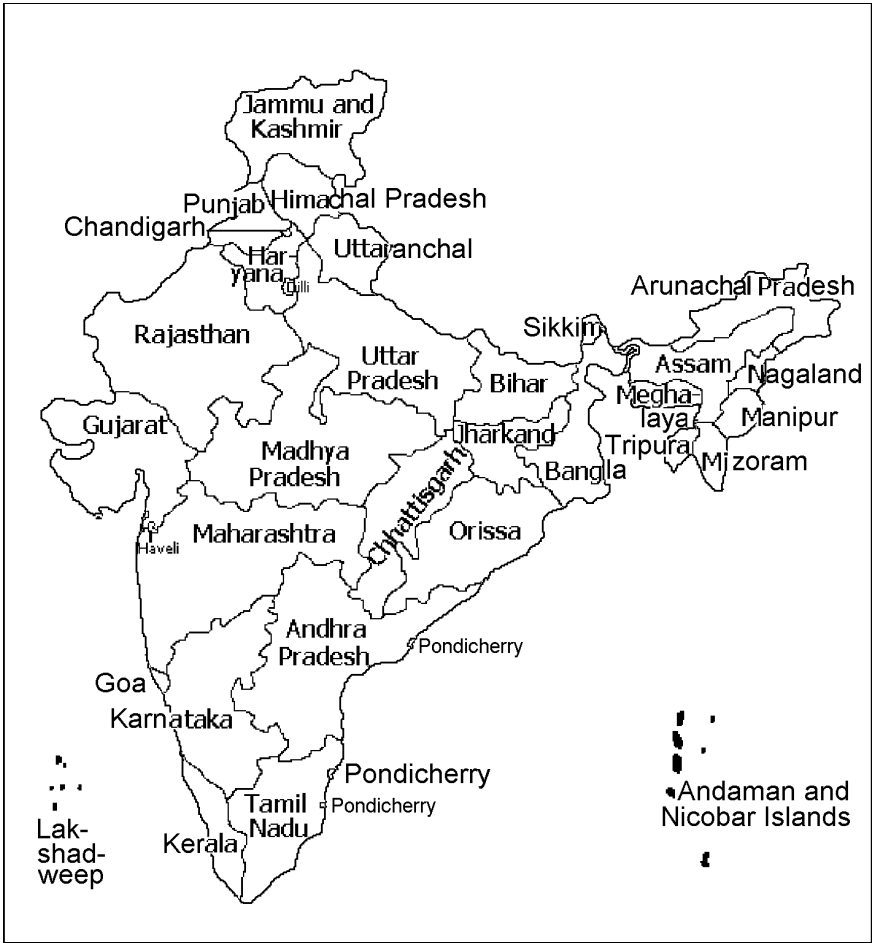 Jammu and
Kashmir
Punjab
Himachal Pradesh
Chandigarh
Uttaranchal
Har-
yana
Dilli
Arunachal Pradesh
Rajasthan
Sikkim
Uttar
Pradesh
Assam
Bihar
Nagaland
Megha-
laya
Manipur
Gujarat
Jharkand
Tripura
Madhya
Pradesh
Mizoram
Bangla
Chhattisgarh
Maharashtra
Orissa
Haveli
Andhra
Pradesh
Pondicherry
Goa
Karnataka
Pondicherry
Andaman and
Nicobar Islands
Tamil
Nadu
Pondicherry
Lak-
shad-
weep
Kerala